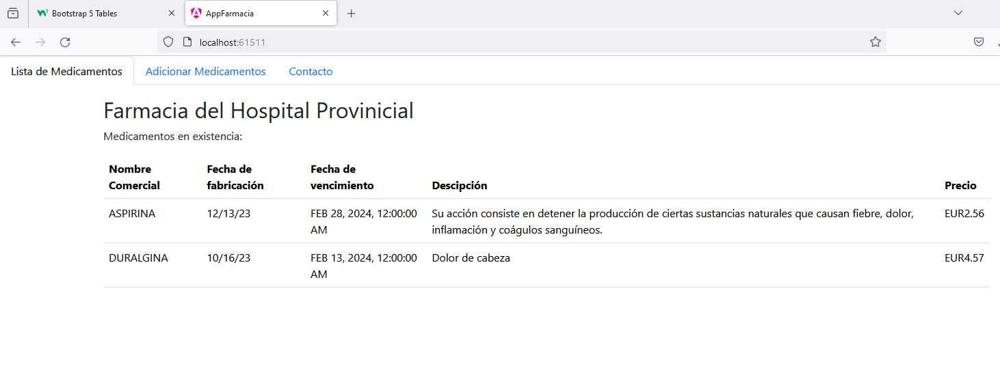 Bootstrap 5 Tables
AppFarmacia
localhost:61511
Lista de Medicamentos Adicionar Medicamentos Contacto
Farmacia del Hospital Provinicial
Medicamentos en existencia:
Nombre Fecha de Fecha de
Comercial fabricación vencimiento Descipción Precio
ASPIRINA 12/13/23 FEB 28, 2024, 12:00:00 Su acción consiste en detener la producción de ciertas sustancias naturales que causan fiebre, dolor, EUR2.56
AM inflamación y coágulos sanguíneos.
DURALGINA 10/16/23 FEB 13, 2024, 12:00:00 Dolor de cabeza EUR4.57
AM